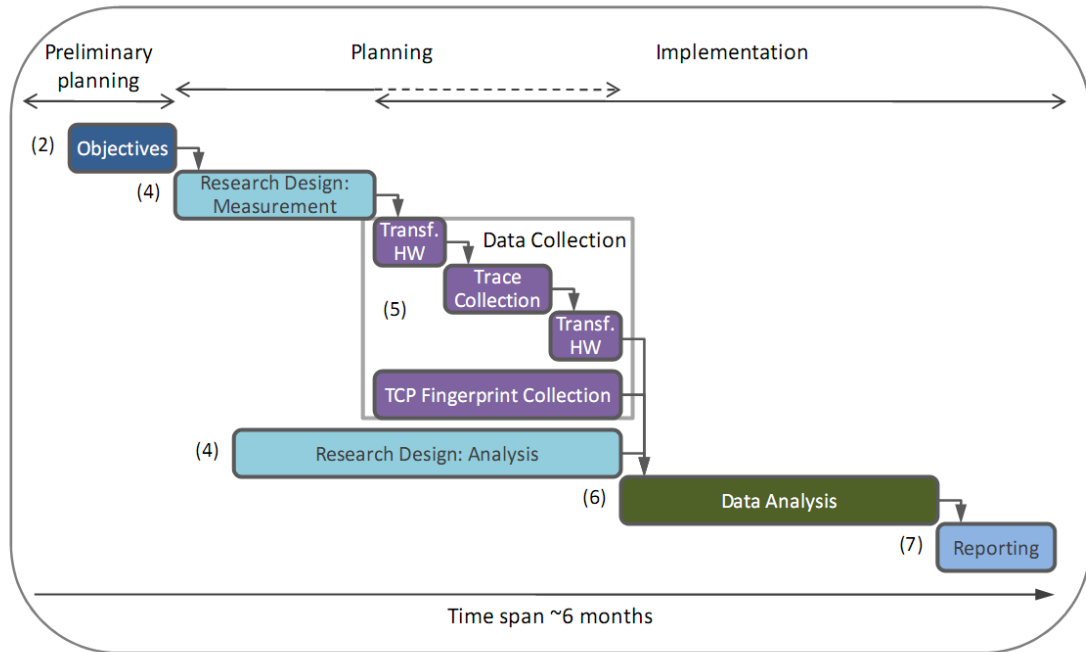 Preliminary
planning
Planning
Implementation
(2)
Objectives
(4)
Research Design:
Measurement
Transf.
HW
Data Collection
Trace
Collection
(5)
Transf.
HW
TCP Fingerprint Collection
(4)
Research Design: Analysis
(6)
Data Analysis
(7)
Reporting
Time span ~6 months